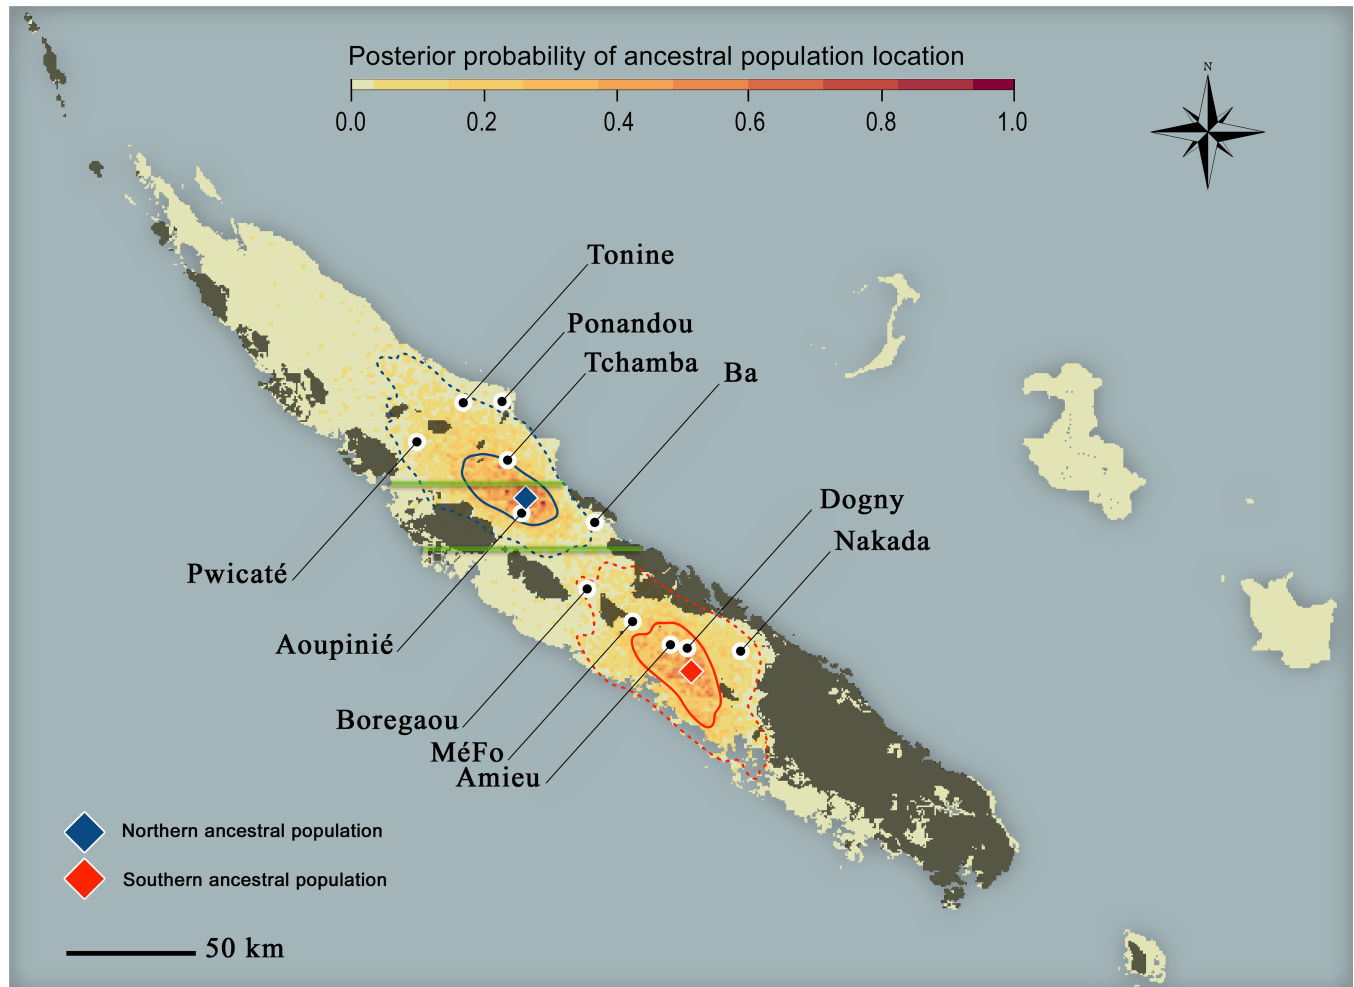 Posterior probability of ancestral population location
N
0.0 0.2 0.4 0.6 0.8 1.0
Tonine
Ponandou
Tchamba
Ba
Dogny
Nakada
Pwicaté
Aoupinié
Boregaou
MéFo
Amieu
Northern ancestral population
Southern ancestral population
50 km